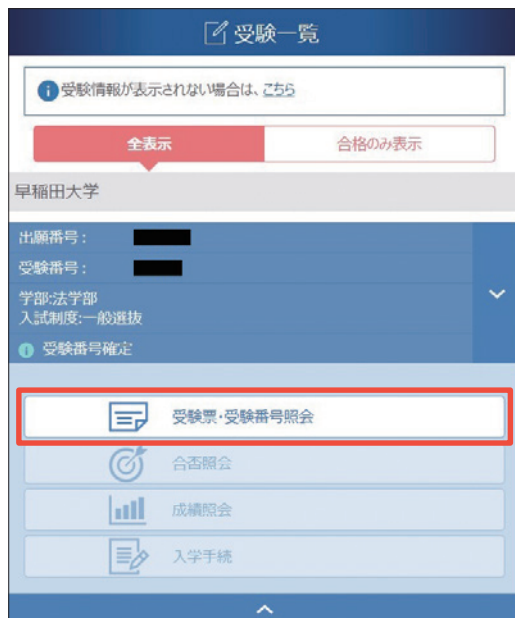 受験一覧
受験情報が表示されない場合は、こちら
全表示
合格のみ表示
早稲田大学
出願番号：
受験番号：
学部:法学部
入試制度:一般選抜
受験番号確定
受験票・受験番号照会
合否照会
成績照会
入学手続